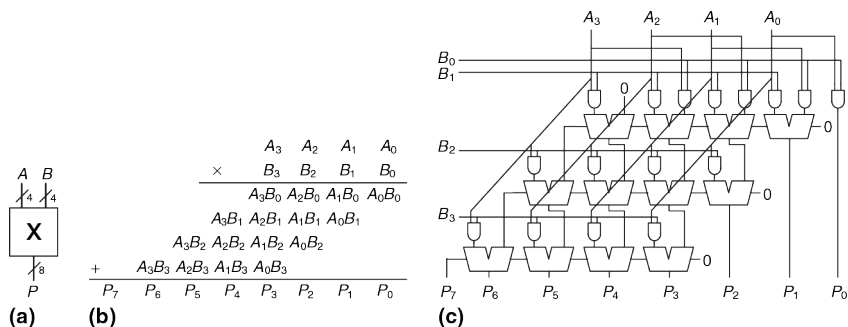 A B
4 4
X
8
P
(a)
A3 A2 A1 A0
× B3 B2 B1 B0
A3B0 A2B0 A1B0 A0B0
A3B1 A2B1 A1B1 A0B1
A3B2 A2B2 A1B2 A0B2
+ A3B3 A2B3 A1B3 A0B3
P7 P6 P5 P4 P3 P2 P1 P0
(b)
A3 A2 A1 A0
B0
B1
0
0
B2
0
B3
0
P7 P6 P5 P4 P3 P2 P1 P0
(c)